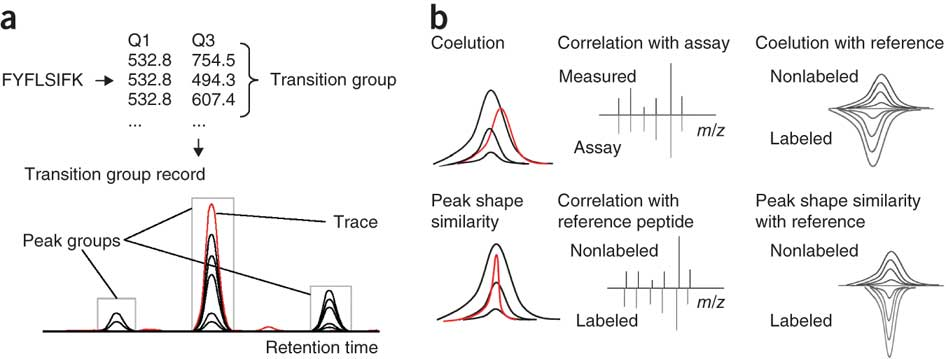 a
Q1 Q3
FYFLSIFK
532.8 754.5
532.8 494.3
532.8 607.4
... ...
Transition group
Transition group record
Peak groups
Trace
Retention time
b
Coelution
Correlation with assay
Measured
Assay
m/z
Coelution with reference
Nonlabeled
Labeled
Peak shape
similarity
Correlation with
reference peptide
Nonlabeled
Labeled
m/z
Peak shape similarity
with reference
Nonlabeled
Labeled